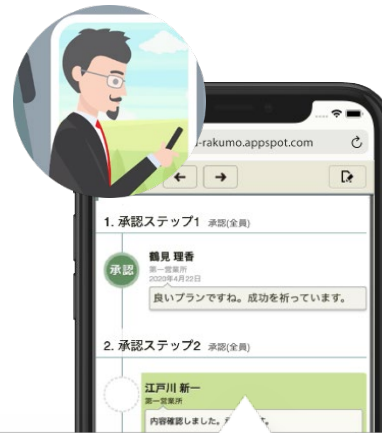 -rakumo.appspot.com
1. 承認ステップ1 承認(全員)
承認
鶴見 理香
第一営業所
2020年4月22日
良いプランですね。成功を祈っています。
2. 承認ステップ2 承認(全員)
江戸川 新一
第一営業所
内容確認しました。
す。